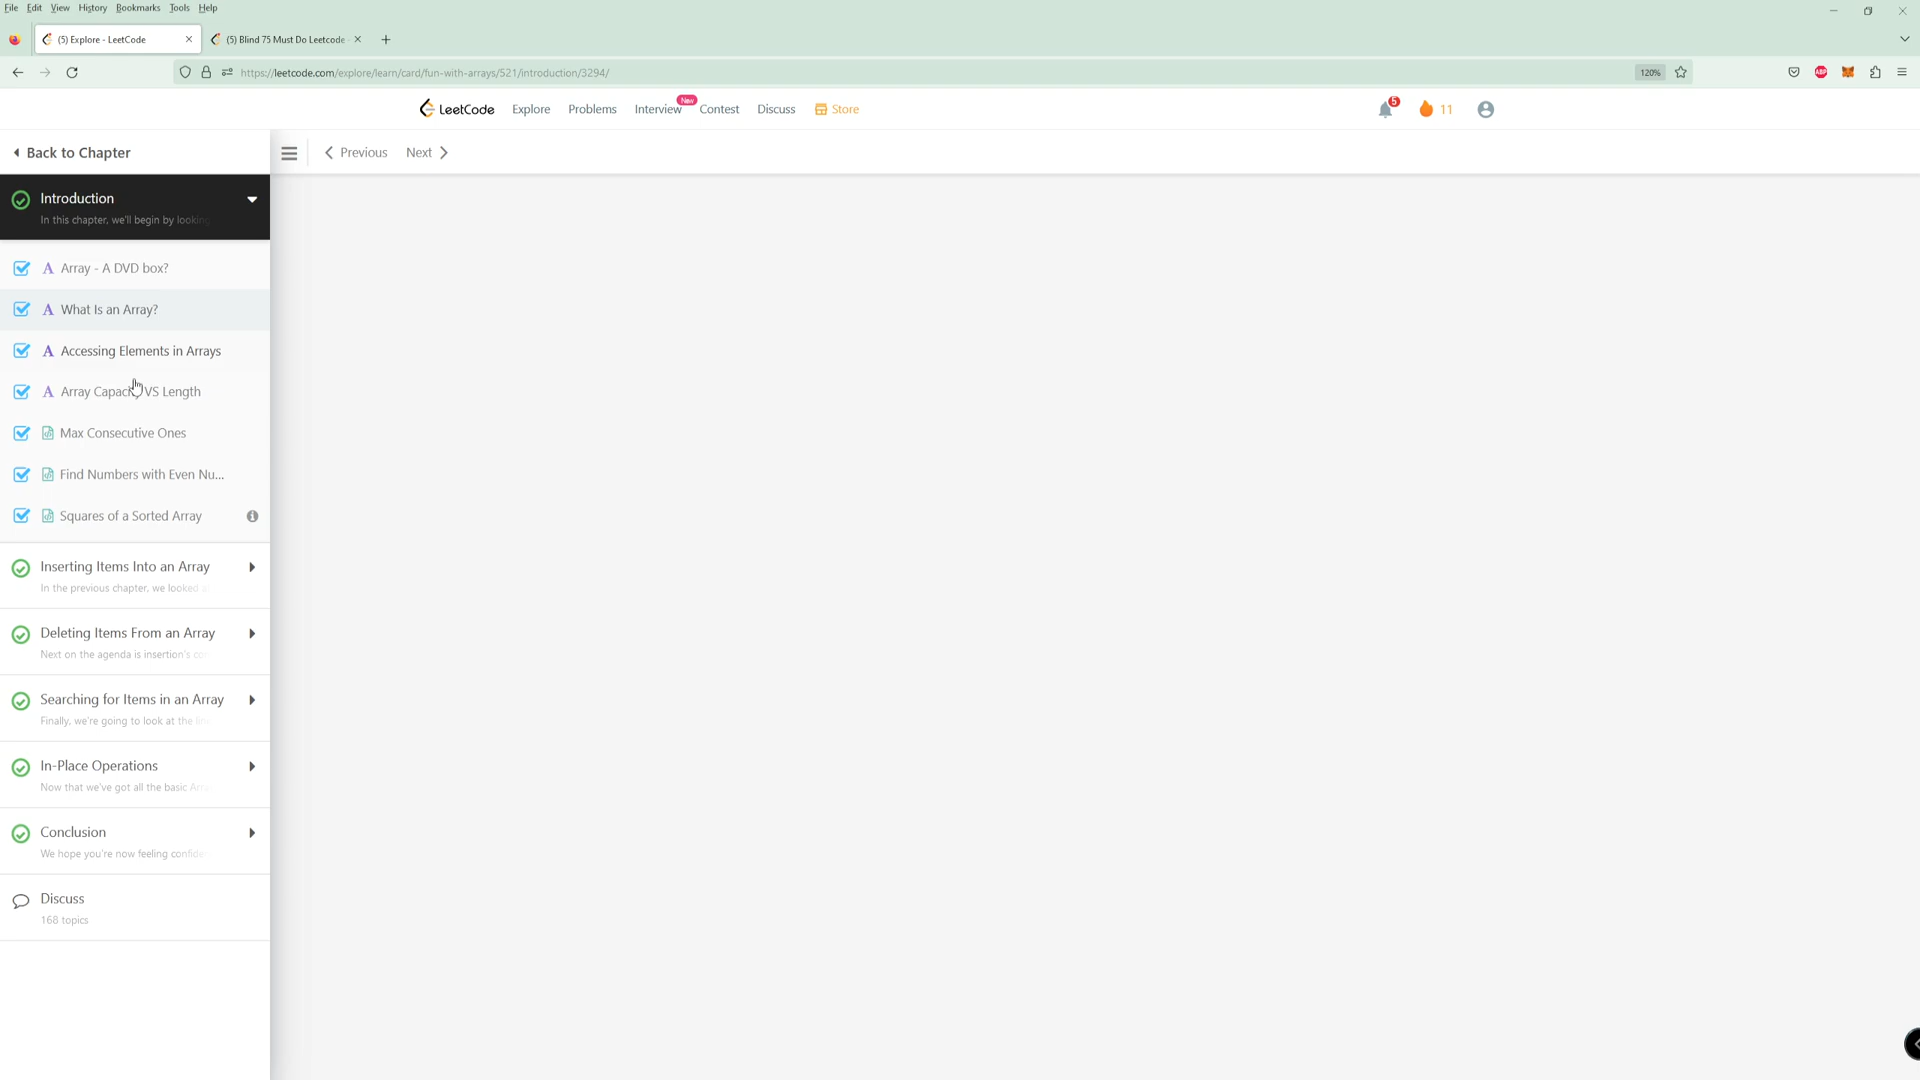 File Edit View History Bookmarks Tools Help
(5) Explore - LeetCode
(5) Blind 75 Must Do Leetcode
https://leetcode.com/explore/learn/card/fun-with-arrays/521/introduction/3294/
120%
ABP
LeetCode Explore Problems Interview New Contest Discuss Store
5
11
Back to Chapter
Previous Next
Introduction
In this chapter, we'll begin by looking
A Array - A DVD box?
A What Is an Array?
A Accessing Elements in Arrays
A Array VS Length
Max Consecutive Ones
Find Numbers with Even Nu...
Squares of a Sorted Array
Inserting Items Into an Array
In the previous chapter, we looked
Deleting Items From an Array
Next on the agenda is insertion's
Searching for Items in an Array
Finally, we're going to look at the
In-Place Operations
Now that we've got all the basic
Conclusion
We hope you're now feeling
Discuss
168 topics